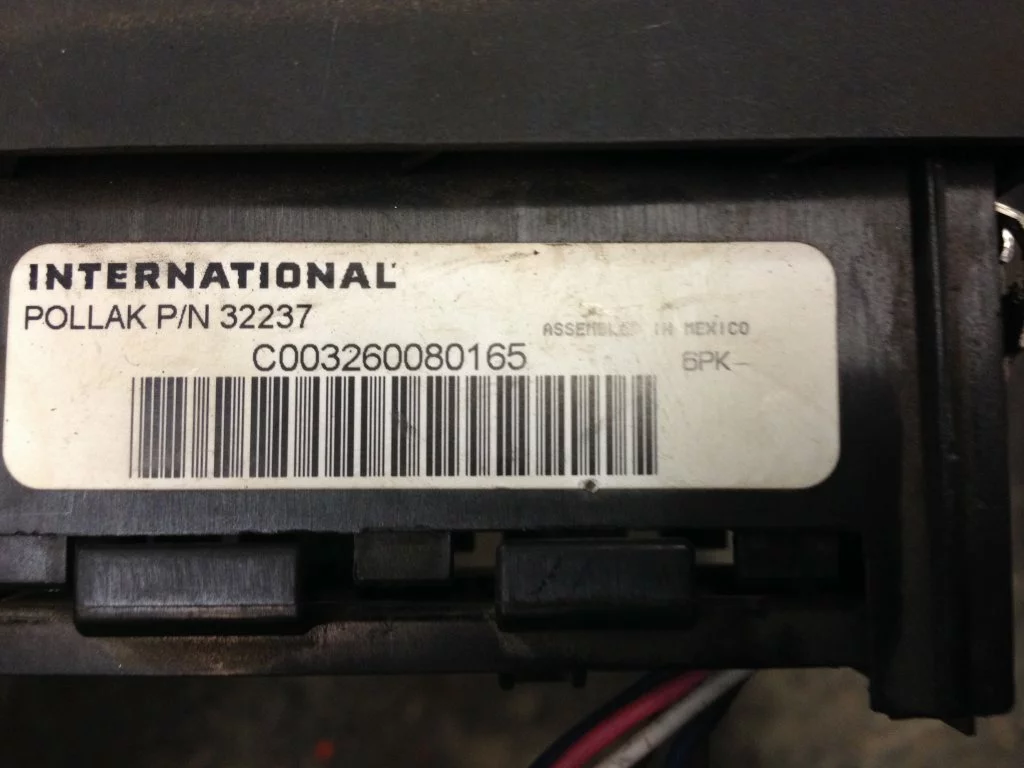 INTERNATIONAL
POLLAK P/N 32237
ASSEMBLED IN MEXICO
C003260080165
6PK-